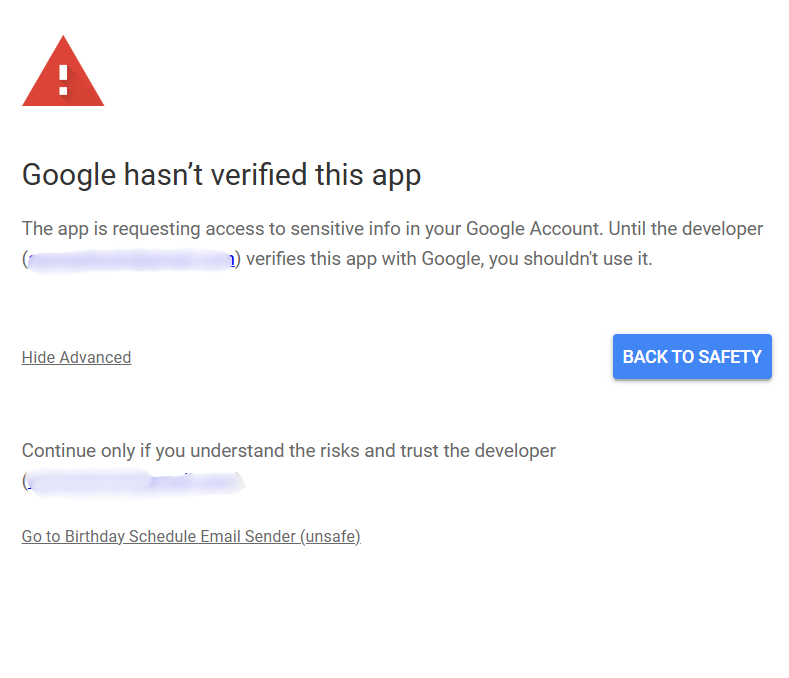 Google hasn’t verified this app
The app is requesting access to sensitive info in your Google Account. Until the developer
() verifies this app with Google, you shouldn't use it.
Hide Advanced
BACK TO SAFETY
Continue only if you understand the risks and trust the developer
Go to Birthday Schedule Email Sender (unsafe)